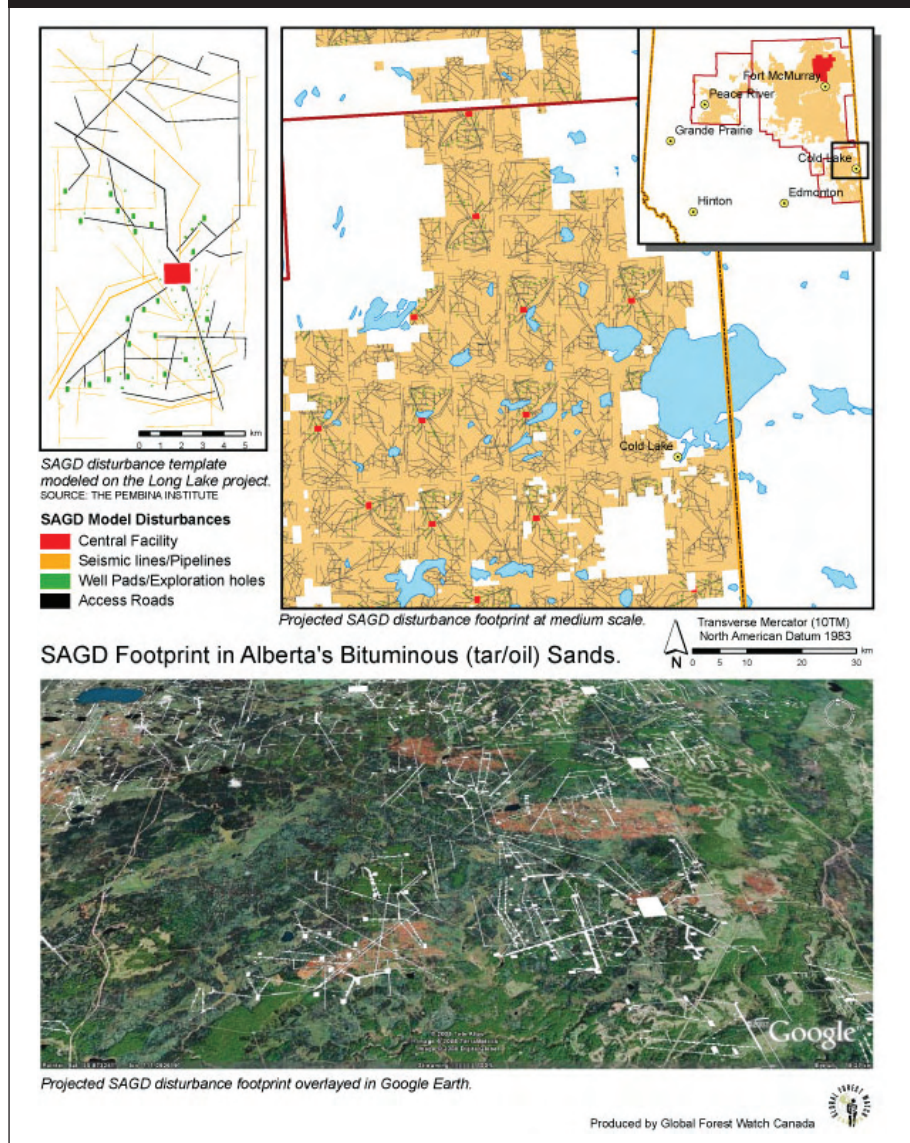 km
0 1 2 3 4 5
SAGD disturbance template
modeled on the Long Lake project.
SOURCE: THE PEMBINA INSTITUTE
SAGD Model Disturbances
Central Facility
Seismic lines/Pipelines
Well Pads/Exploration holes
Access Roads
Cold Lake
Fort McMurray
Peace River
Grande Prairie
Cold Lake
Hinton
Edmonton
Projected SAGD disturbance footprint at medium scale.
Transverse Mercator (10TM)
North American Datum 1983
N
km
0 5 10 20 30
SAGD Footprint in Alberta's Bituminous (tar/oil) Sands.
Google
Projected SAGD disturbance footprint overlayed in Google Earth.
Produced by Global Forest Watch Canada
GLOBAL FOREST WATCH